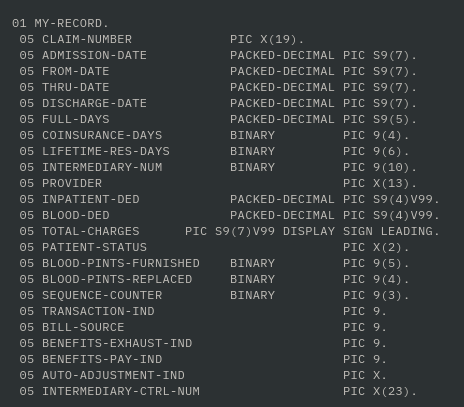 01 MY-RECORD.
05 CLAIM-NUMBER PIC X(19).
05 ADMISSION-DATE PACKED-DECIMAL PIC S9(7).
05 FROM-DATE PACKED-DECIMAL PIC S9(7).
05 THRU-DATE PACKED-DECIMAL PIC S9(7).
05 DISCHARGE-DATE PACKED-DECIMAL PIC S9(7).
05 FULL-DAYS PACKED-DECIMAL PIC S9(5).
05 COINSURANCE-DAYS BINARY PIC 9(4).
05 LIFETIME-RES-DAYS BINARY PIC 9(6).
05 INTERMEDIARY-NUM BINARY PIC 9(10).
05 PROVIDER PIC X(13).
05 INPATIENT-DED PACKED-DECIMAL PIC S9(4)V99.
05 BLOOD-DED PACKED-DECIMAL PIC S9(4)V99.
05 TOTAL-CHARGES PIC S9(7)V99 DISPLAY SIGN LEADING.
05 PATIENT-STATUS PIC X(2).
05 BLOOD-PINTS-FURNISHED BINARY PIC 9(5).
05 BLOOD-PINTS-REPLACED BINARY PIC 9(4).
05 SEQUENCE-COUNTER BINARY PIC 9(3).
05 TRANSACTION-IND PIC 9.
05 BILL-SOURCE PIC 9.
05 BENEFITS-EXHAUST-IND PIC 9.
05 BENEFITS-PAY-IND PIC 9.
05 AUTO-ADJUSTMENT-IND PIC X.
05 INTERMEDIARY-CTRL-NUM PIC X(23).